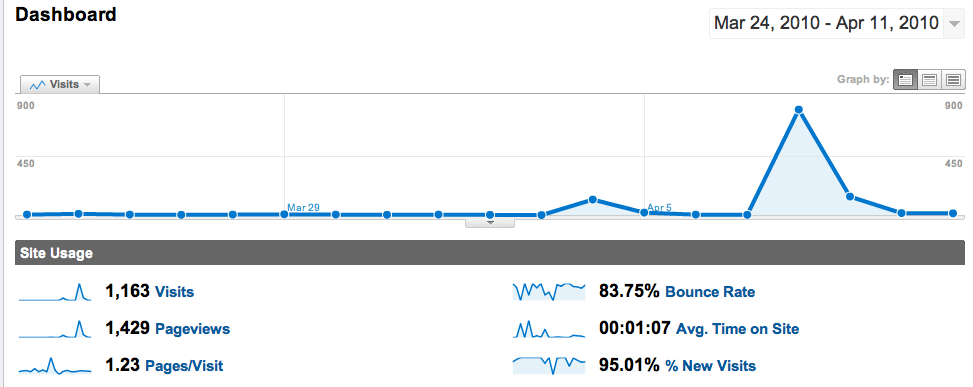 Dashboard
Mar 24, 2010 - Apr 11, 2010
Visits
Graph by:
900
900
450
450
Mar 29
Apr 5
Site Usage
1,163 Visits
83.75% Bounce Rate
1,429 Pageviews
00:01:07 Avg. Time on Site
1.23 Pages/Visit
95.01% % New Visits